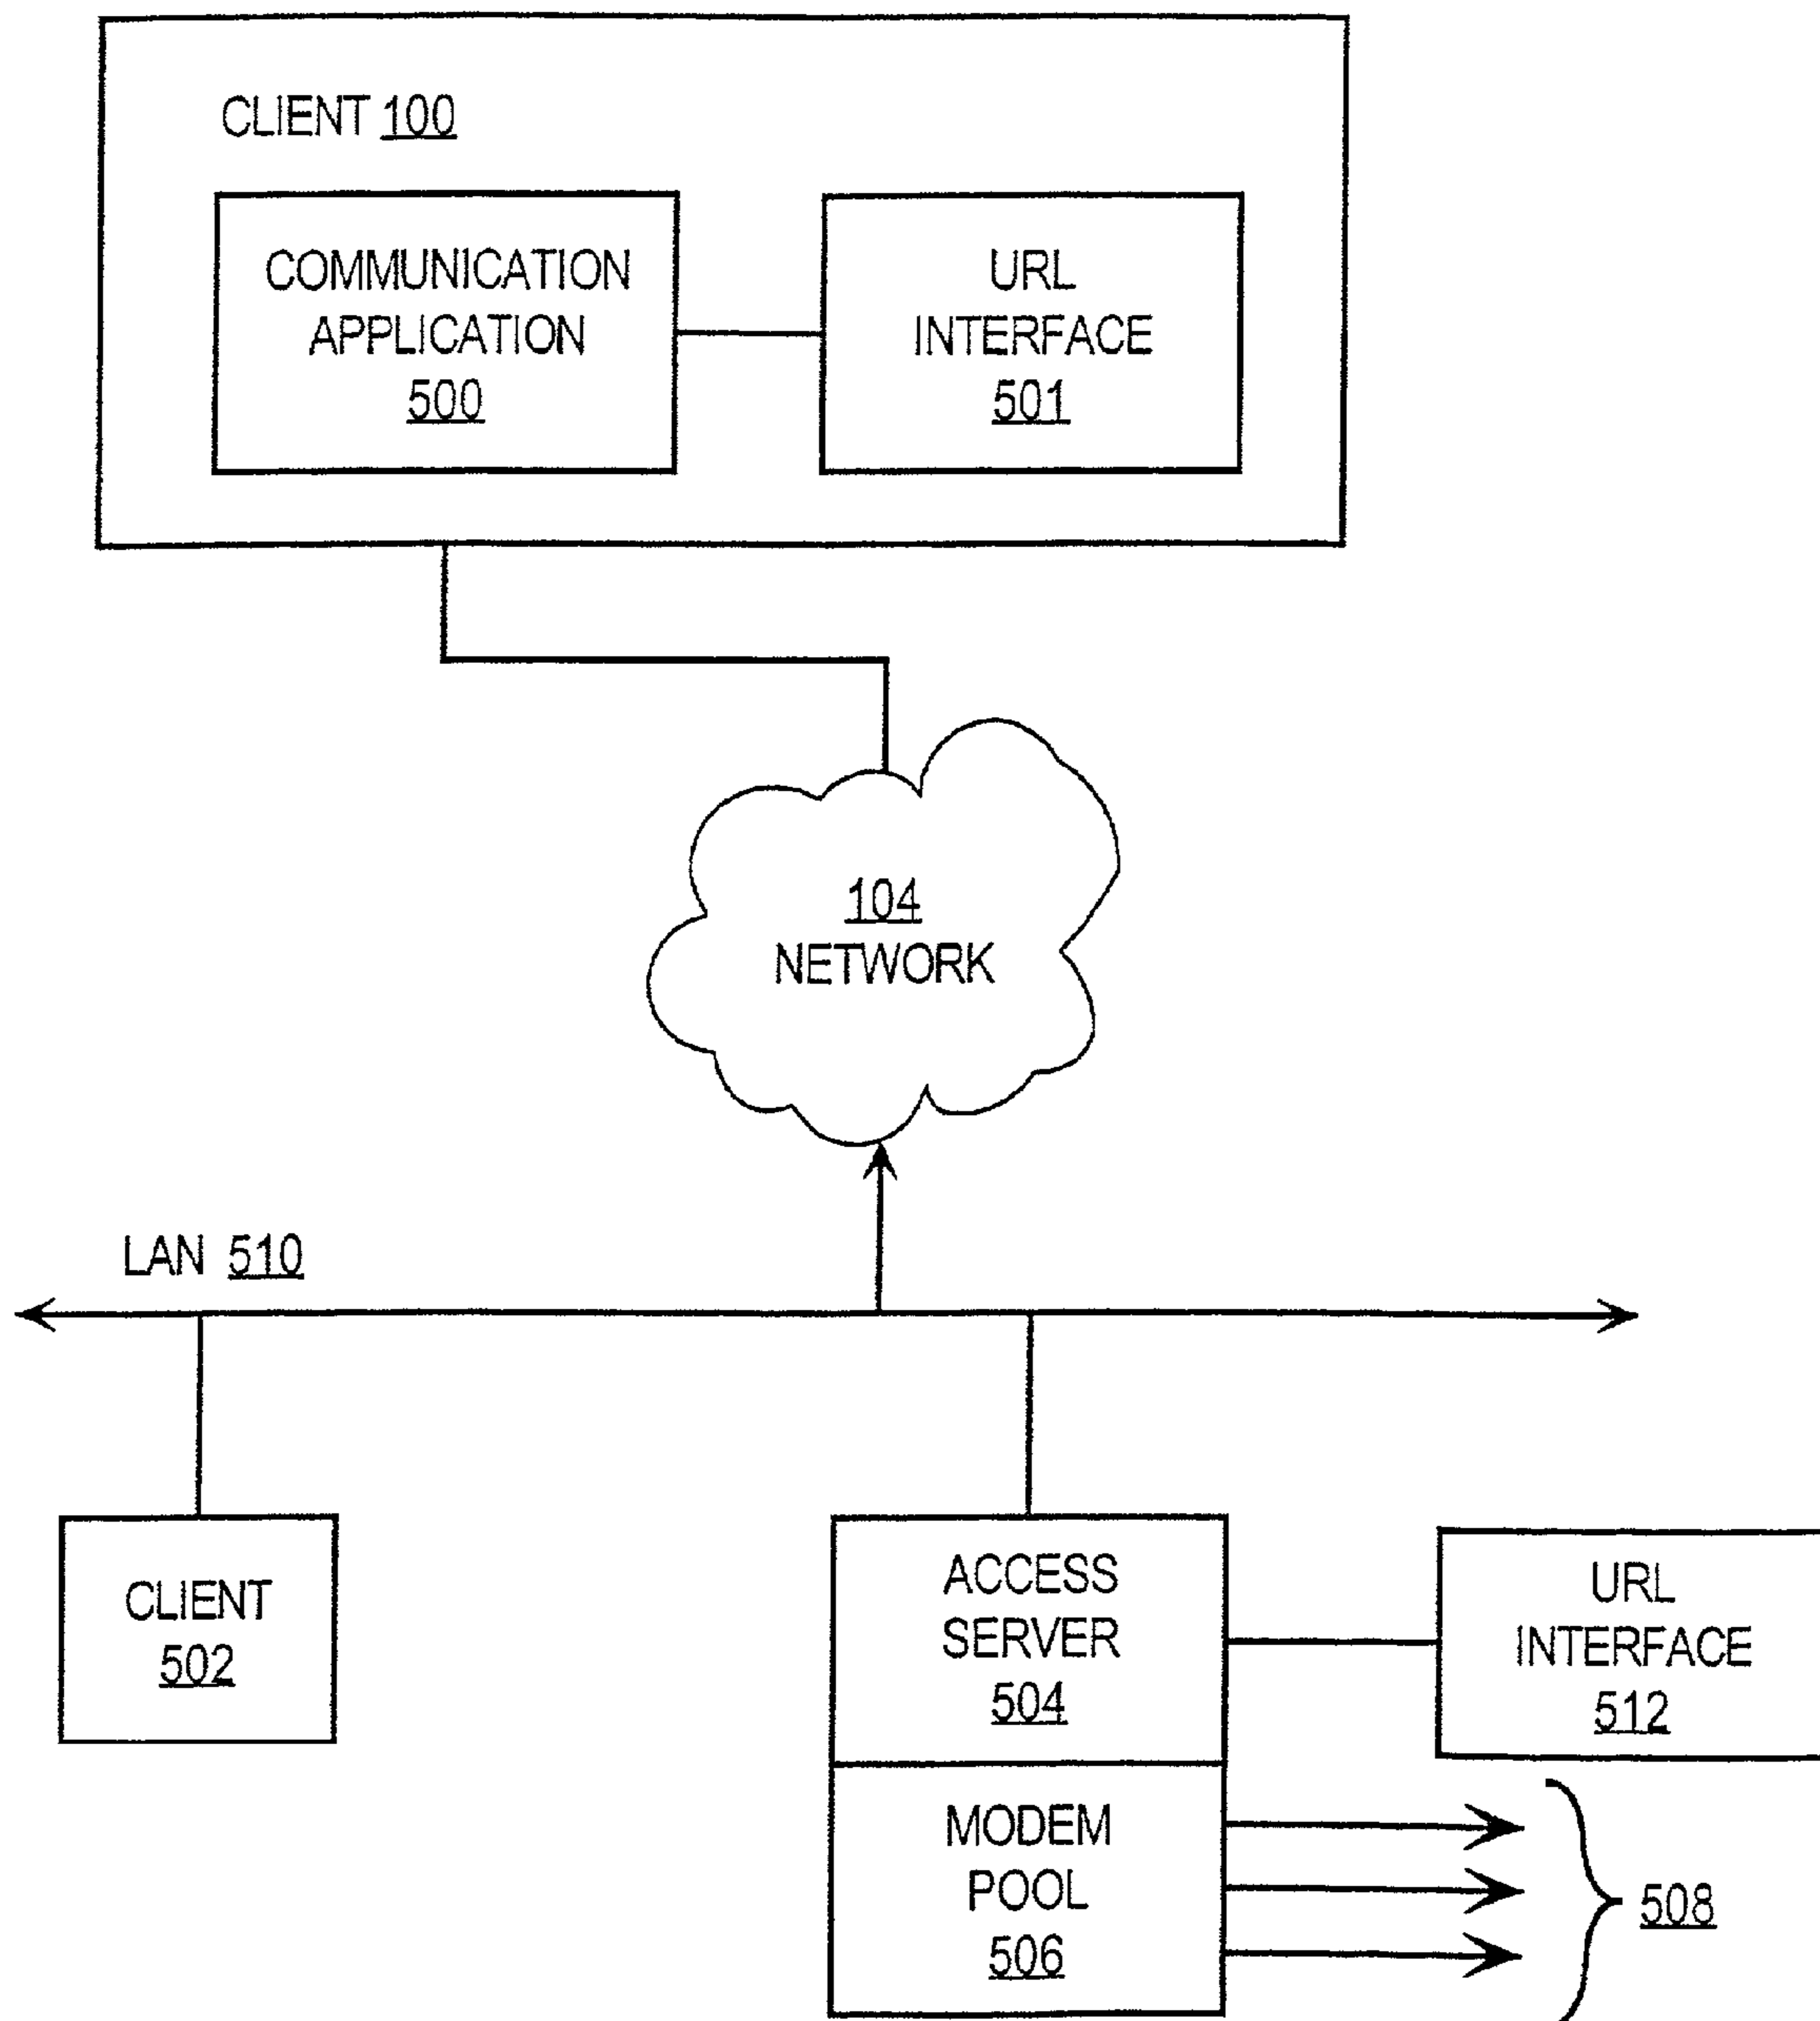 CLIENT 100
COMMUNICATION
APPLICATION
500
URL
INTERFACE
501
104
NETWORK
LAN 510
CLIENT
502
ACCESS
SERVER
504
URL
INTERFACE
512
MODEM
POOL
506
508